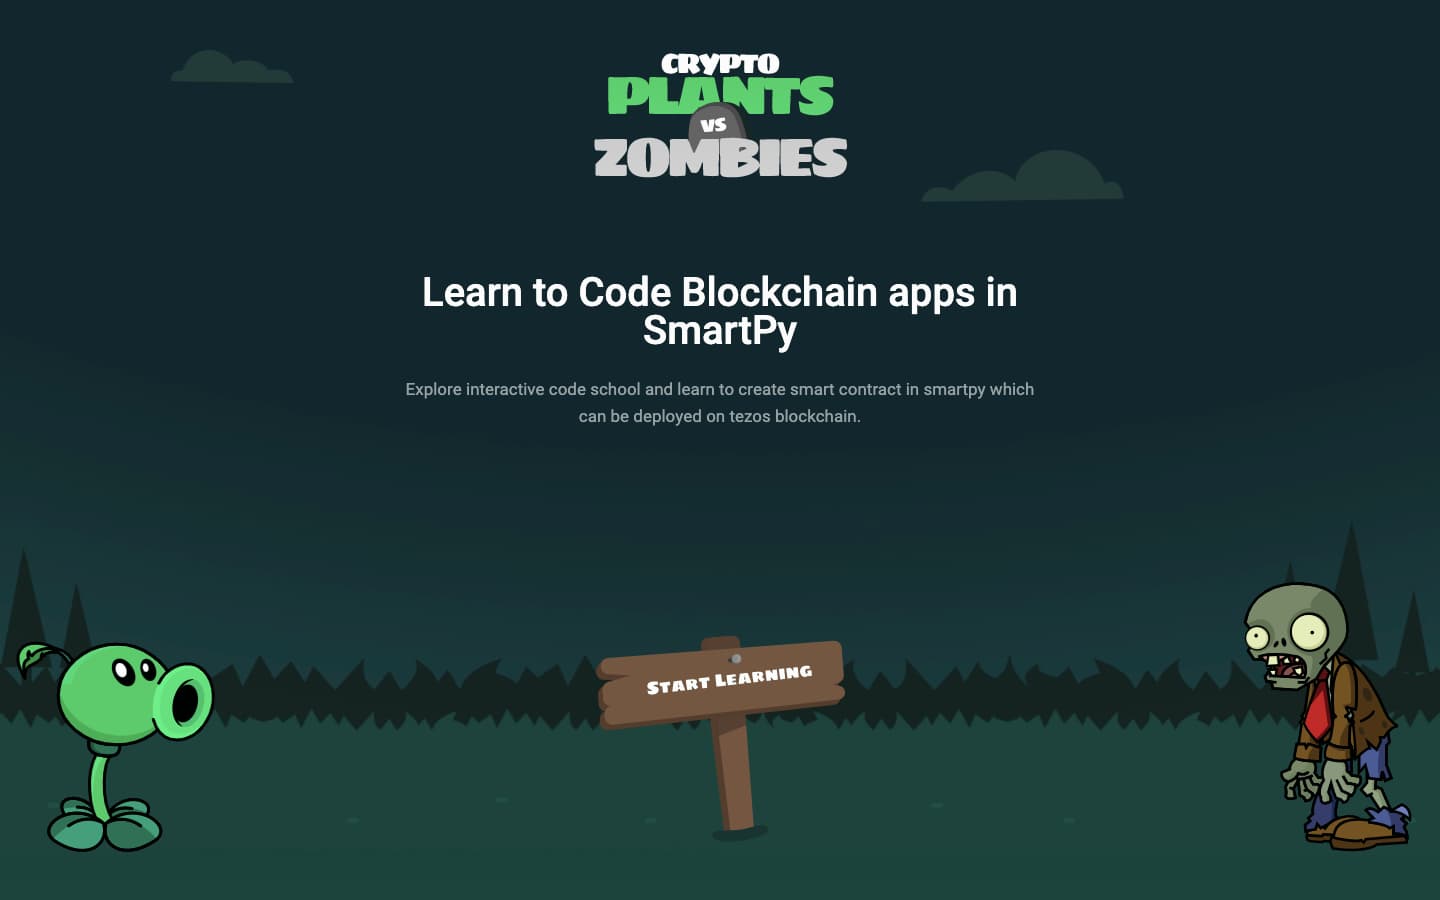 CRYPTO
PLANTS
VS
ZOMBIES
Learn to Code Blockchain apps in
SmartPy
Explore interactive code school and learn to create smart contract in smartpy which
can be deployed on tezos blockchain.
START LEARNING